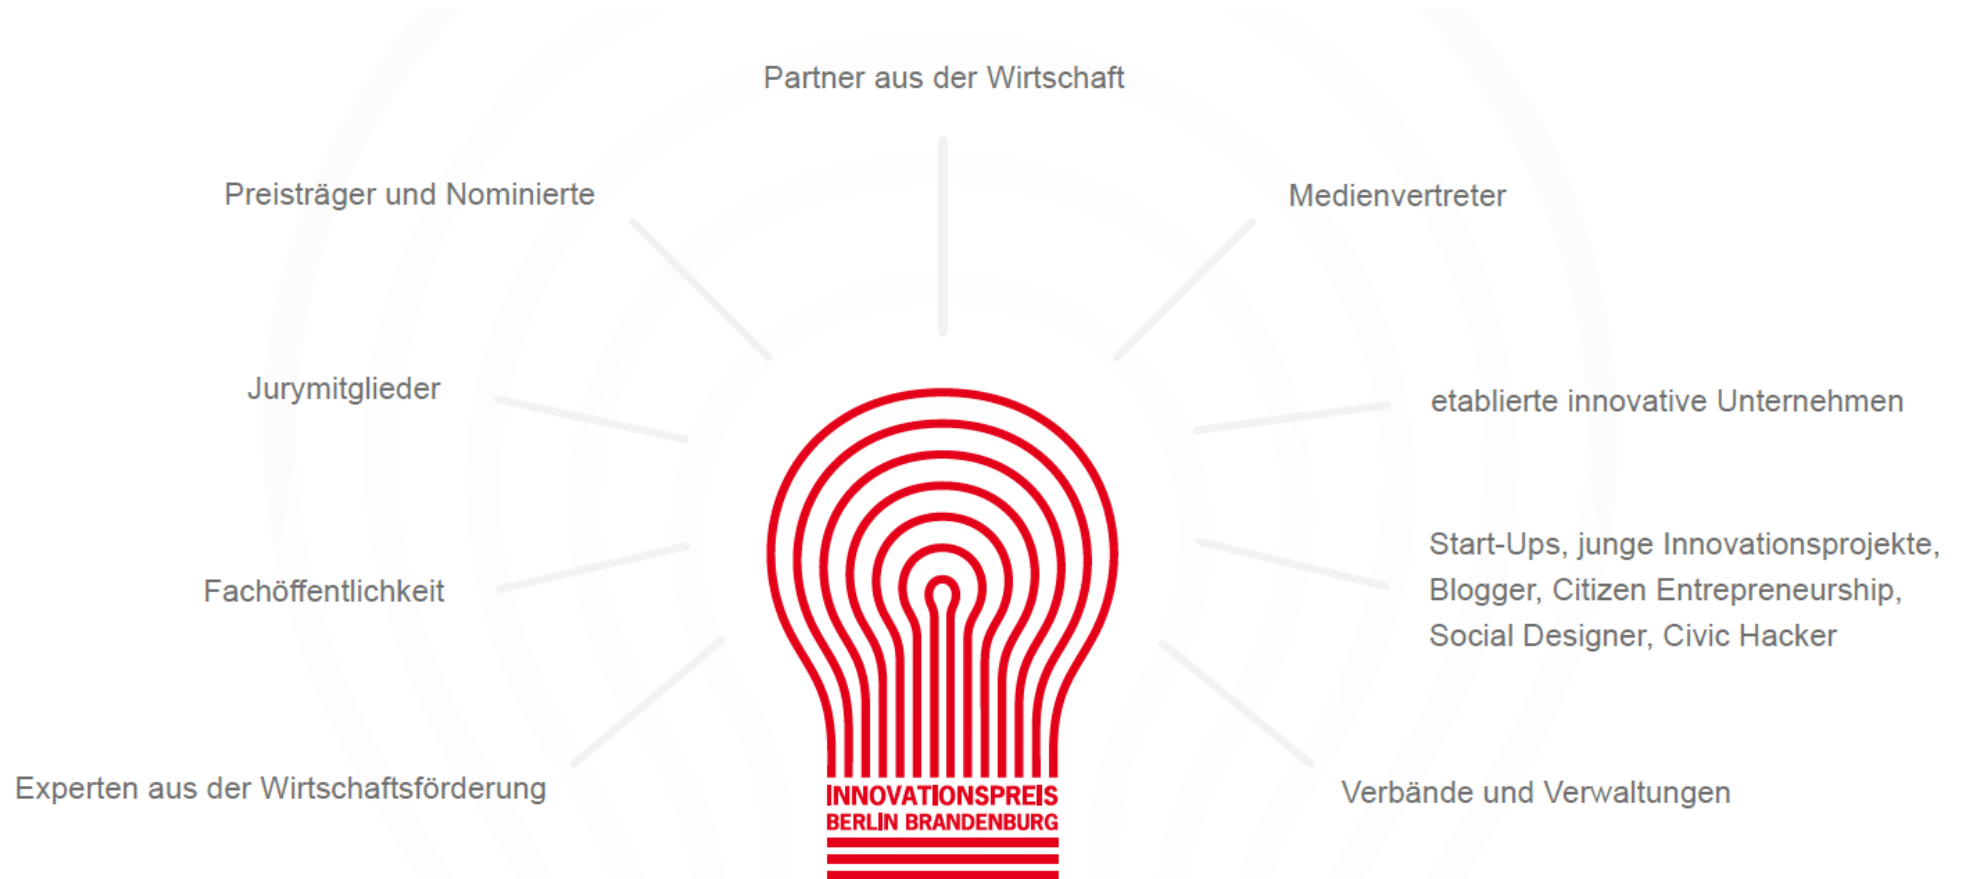 Partner aus der Wirtschaft
Preisträger und Nominierte
Medienvertreter
Jurymitglieder
etablierte innovative Unternehmen
Start-Ups, junge Innovationsprojekte,
Blogger, Citizen Entrepreneurship,
Social Designer, Civic Hacker
Fachöffentlichkeit
Experten aus der Wirtschaftsförderung
Verbände und Verwaltungen
INNOVATIONSPREIS
BERLIN BRANDENBURG